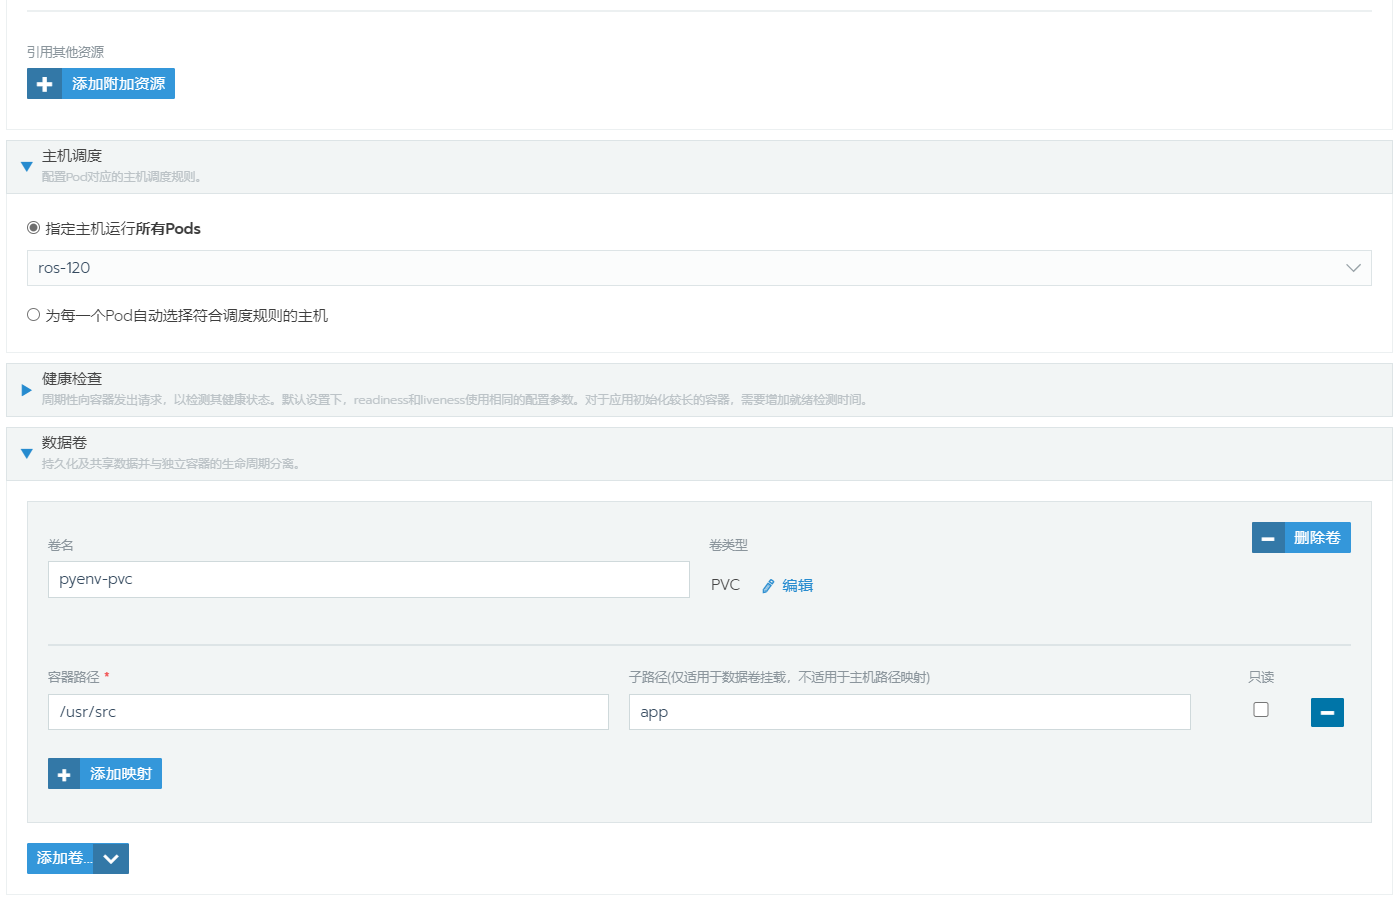 引用其他资源
添加附加资源
主机调度
配置Pod对应的主机调度规则。
指定主机运行所有Pods
ros-120
为每一个Pod自动选择符合调度规则的主机
健康检查
周期性向容器发出请求，以检测其健康状态。默认设置下，readiness和liveness使用相同的配置参数。对于应用初始化较长的容器，需要增加就绪检测时间。
数据卷
持久化及共享数据并与独立容器的生命周期分离。
删除卷
卷名 卷类型
pyenv-pvc PVC 编辑
容器路径 * 子路径(仅适用于数据卷挂载，不适用于主机路径映射) 只读
/usr/src app
添加映射
添加卷...